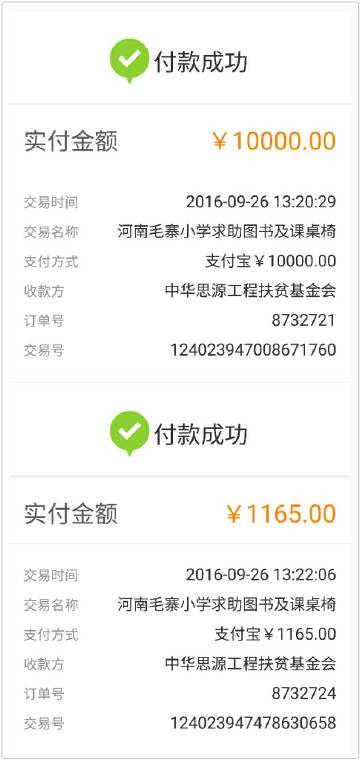 付款成功
实付金额 ￥10000.00
交易时间 2016-09-26 13:20:29
交易名称 河南毛寨小学求助图书及课桌椅
支付方式 支付宝￥10000.00
收款方 中华思源工程扶贫基金会
订单号 8732721
交易号 124023947008671760
付款成功
实付金额 ￥1165.00
交易时间 2016-09-26 13:22:06
交易名称 河南毛寨小学求助图书及课桌椅
支付方式 支付宝￥1165.00
收款方 中华思源工程扶贫基金会
订单号 8732724
交易号 124023947478630658